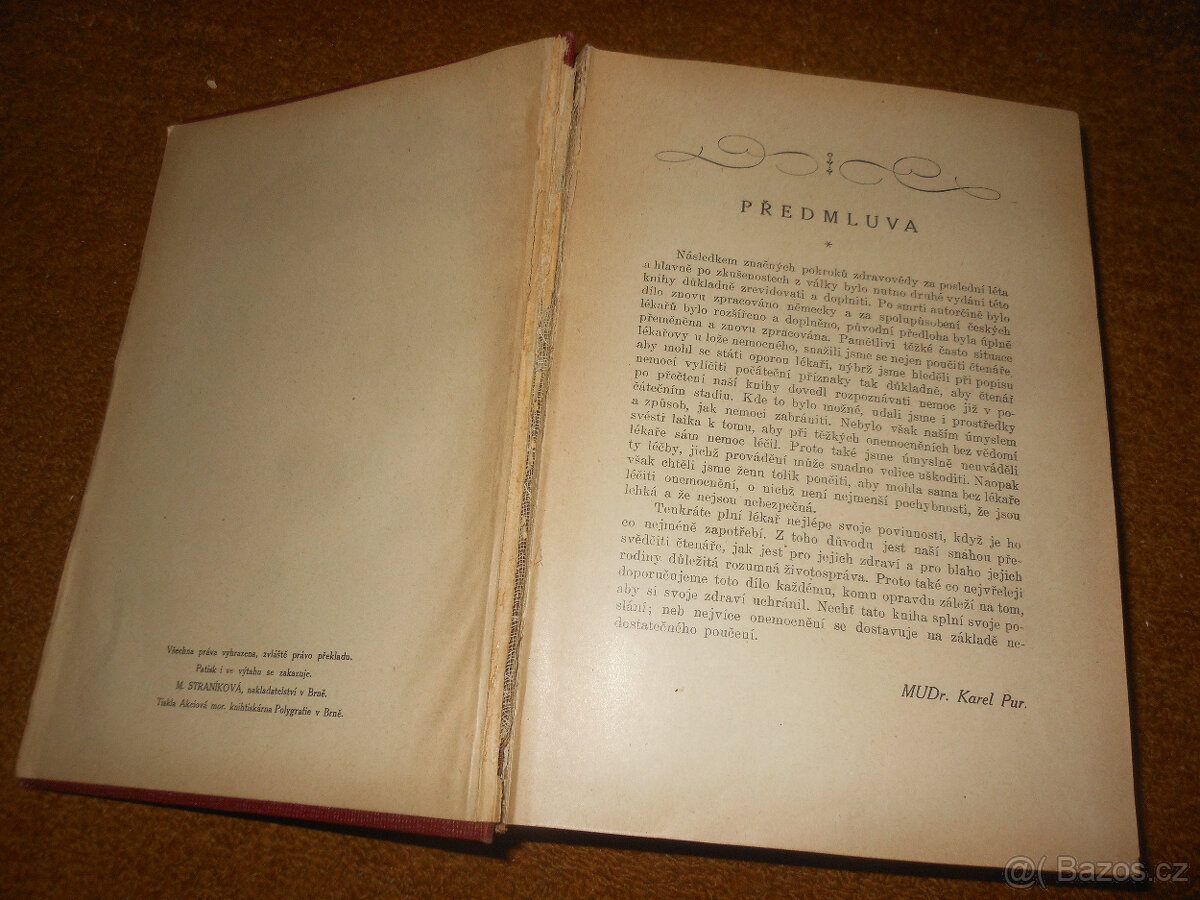 Všechna práva vyhrazena, zvláště právo překladu.
Patisk i ve výtahu se zakazuje.
M. STRANÍKOVÁ, nakladatelství v Brně.
Tiskla Akciová mor. knihtiskárna Polygrafie v Brně.
PŘEDMLUVA
*
Následkem značných pokroků zdravovědy za poslední léta
a hlavně po zkušenostech z války bylo nutno druhé vydání této
knihy důkladně zrevidovati a doplniti. Po smrti autorčině bylo
dílo znovu zpracováno německy a za spolupůsobení českých
lékařů bylo rozšířeno a doplněno, původní předloha byla úplně
přeměněna a znovu zpracována. Pamětlivi těžké často situace
lékařovy u lože nemocného, snažili jsme se nejen poučiti čtenáře,
aby mohl se státi oporou lékaři, nýbrž jsme hleděli při popisu
nemocí vylíčiti počáteční příznaky tak důkladně, aby čtenář
po přečtení naší knihy dovedl rozpoznávati nemoc již v po-
čátečním stadiu. Kde to bylo možné, udali jsme i prostředky
a způsob, jak nemoci zabrániti. Nebylo však naším úmyslem
svésti laika k tomu, aby při těžkých onemocněních bez vědomí
lékaře sám nemoc léčil. Proto také jsme úmyslně neuváděli
ty léčby, jichž provádění může snadno velice uškoditi. Naopak
však chtěli jsme ženu tolik poučiti, aby mohla sama bez lékaře
léčiti onemocnění, o nichž není nejmenší pochybnosti, že jsou
lehká a že nejsou nebezpečná.
Tenkráte plní lékař nejlépe svoje povinnosti, když je ho
co nejméně zapotřebí. Z toho důvodu jest naší snahou pře-
svědčiti čtenáře, jak jest pro jejich zdraví a pro blaho jejich
rodiny důležitá rozumná životospráva. Proto také co nejvřeleji
doporučujeme toto dílo každému, komu opravdu záleží na tom,
aby si svoje zdraví uchránil. Nechť tato kniha splní svoje po-
slání; neb nejvíce onemocnění se dostavuje na základě ne-
dostatečného poučení.
MUDr. Karel Pur.
@( Bazos.cz